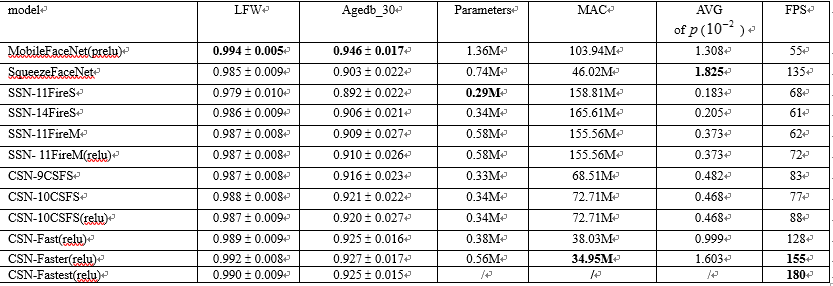 model LFW Agedb_30 Parameters MAC AVG FPS
of p (10⁻² )
MobileFaceNet(prelu) 0.994 ± 0.005 0.946 ± 0.017 1.36M 103.94M 1.308 55
SqueezeFaceNet 0.985 ± 0.009 0.903 ± 0.022 0.74M 46.02M 1.825 135
SSN-11FireS 0.979 ± 0.010 0.892 ± 0.022 0.29M 158.81M 0.183 68
SSN-14FireS 0.986 ± 0.009 0.906 ± 0.021 0.34M 165.61M 0.205 61
SSN-11FireM 0.987 ± 0.008 0.909 ± 0.027 0.58M 155.56M 0.373 62
SSN- 11FireM(relu) 0.987 ± 0.008 0.910 ± 0.026 0.58M 155.56M 0.373 72
CSN-9CSFS 0.987 ± 0.008 0.916 ± 0.023 0.33M 68.51M 0.482 83
CSN-10CSFS 0.988 ± 0.008 0.921 ± 0.022 0.34M 72.71M 0.468 77
CSN-10CSFS(relu) 0.987 ± 0.009 0.920 ± 0.027 0.34M 72.71M 0.468 88
CSN-Fast(relu) 0.989 ± 0.009 0.925 ± 0.016 0.38M 38.03M 0.999 128
CSN-Faster(relu) 0.992 ± 0.008 0.927 ± 0.017 0.56M 34.95M 1.603 155
CSN-Fastest(relu) 0.990 ± 0.009 0.925 ± 0.015 / / / 180